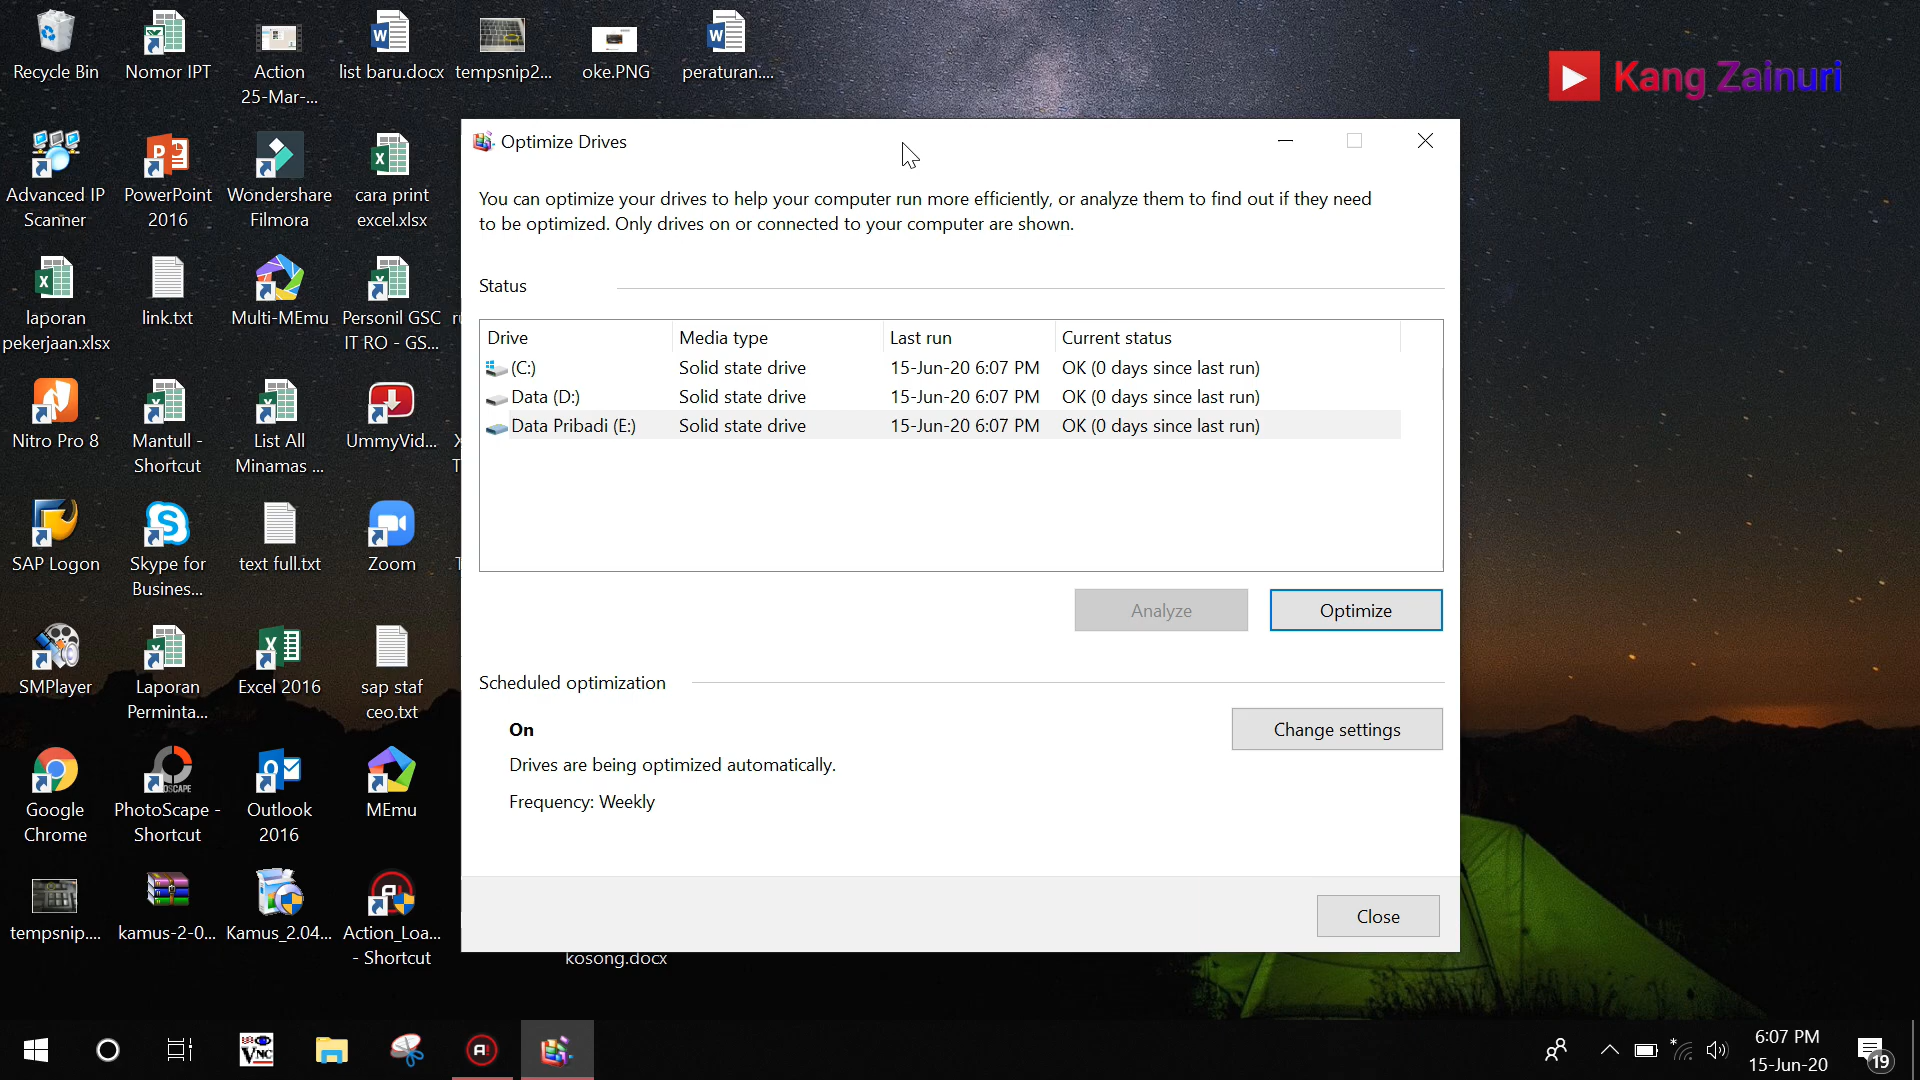 Recycle Bin
Nomor IPT
Action
25-Mar-...
list baru.docx
tempsnip2...
oke.PNG
peraturan....
Kang Zainuri
Advanced IP
Scanner
PowerPoint
2016
Wondershare
Filmora
cara print
excel.xlsx
laporan
pekerjaan.xlsx
link.txt
Multi-MEmu
Personil GSC
IT RO - GS...
Nitro Pro 8
Mantull -
Shortcut
List All
Minamas ...
UmmyVid...
SAP Logon
Skype for
Busines...
text full.txt
Zoom
SMPlayer
Laporan
Perminta...
Excel 2016
sap staf
ceo.txt
Google
Chrome
PhotoScape -
Shortcut
Outlook
2016
MEmu
tempsnip....
kamus-2-0...
Kamus_2.04...
Action_Loa...
- Shortcut
kosong.docx
Optimize Drives
You can optimize your drives to help your computer run more efficiently, or analyze them to find out if they need
to be optimized. Only drives on or connected to your computer are shown.
Status
Drive Media type Last run Current status
(C:) Solid state drive 15-Jun-20 6:07 PM OK (0 days since last run)
Data (D:) Solid state drive 15-Jun-20 6:07 PM OK (0 days since last run)
Data Pribadi (E:) Solid state drive 15-Jun-20 6:07 PM OK (0 days since last run)
Analyze
Optimize
Scheduled optimization
On
Change settings
Drives are being optimized automatically.
Frequency: Weekly
Close
VNC
6:07 PM
15-Jun-20
19